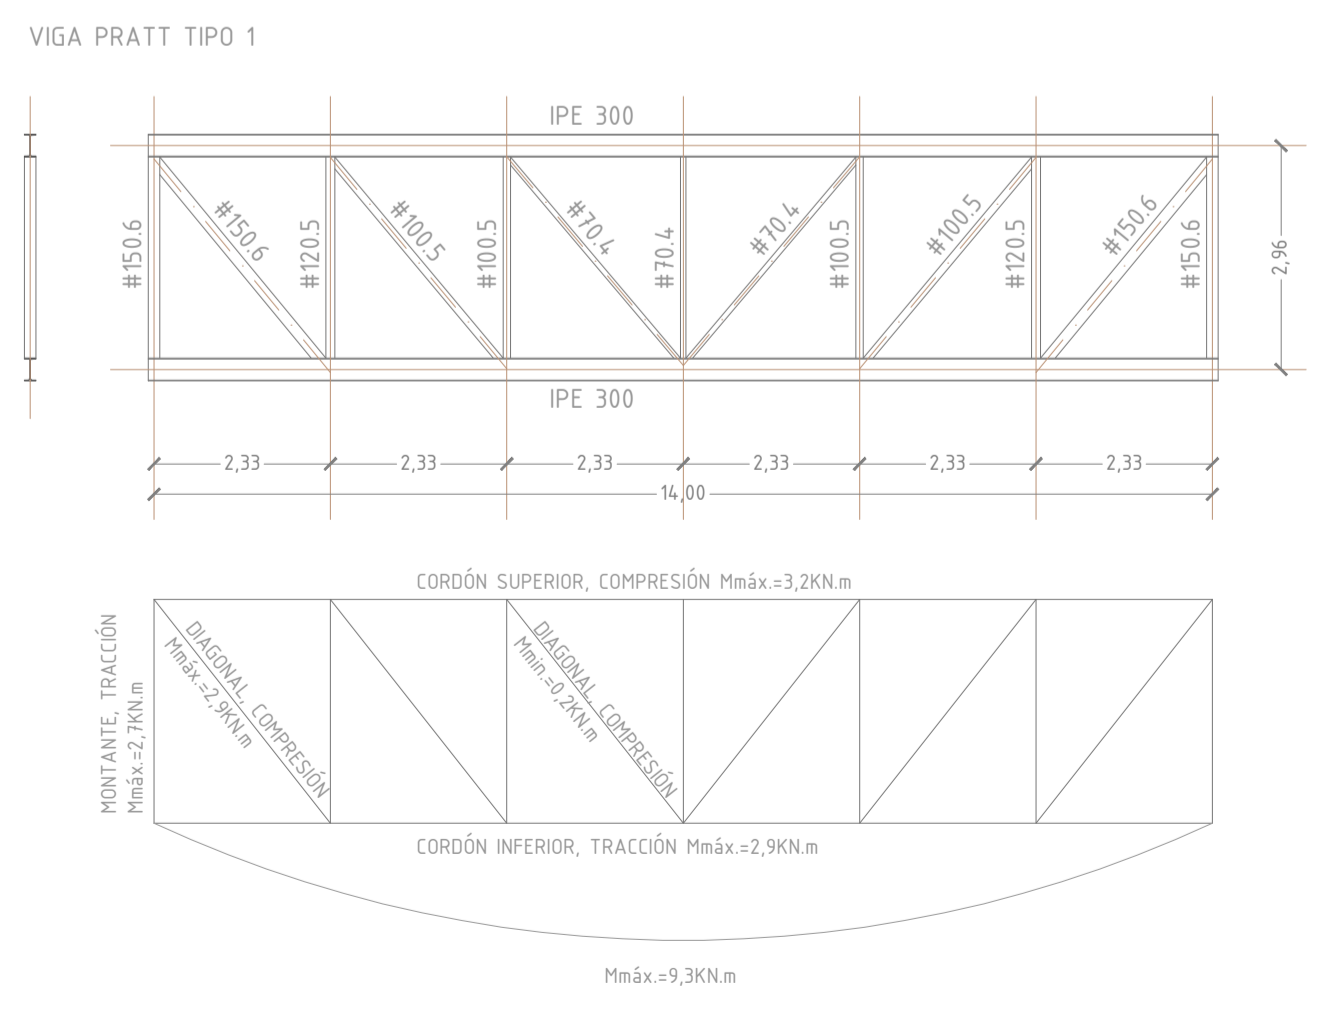 VIGA PRATT TIPO 1
IPE 300
#150.6
#150.6
#120.5
#100.5
#100.5
#70.4
#70.4
#70.4
#100.5
#100.5
#120.5
#150.6
#150.6
2,96
IPE 300
2,33
2,33
2,33
2,33
2,33
2,33
14,00
CORDÓN SUPERIOR, COMPRESIÓN Mmáx.=3,2KN.m
MONTANTE, TRACCIÓN
Mmáx.=2,7KN.m
DIAGONAL, COMPRESIÓN
Mmáx.=2,9KN.m
DIAGONAL, COMPRESIÓN
Mmin.=0,2KN.m
CORDÓN INFERIOR, TRACCIÓN Mmáx.=2,9KN.m
Mmáx.=9,3KN.m